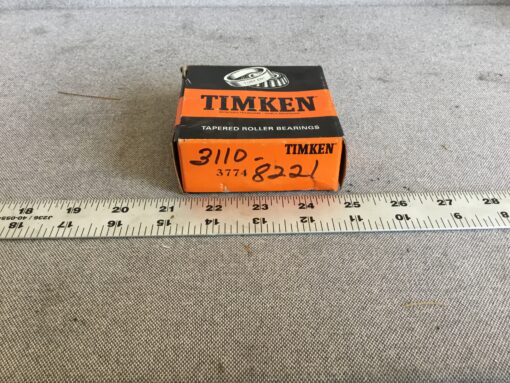 TIMKEN
TAPERED ROLLER BEARINGS
TIMKEN
3110-
3774 8221
18 19 20 21 22 23 24 25 26 27 28
17 16 15 14 13 12 11 10 9 8